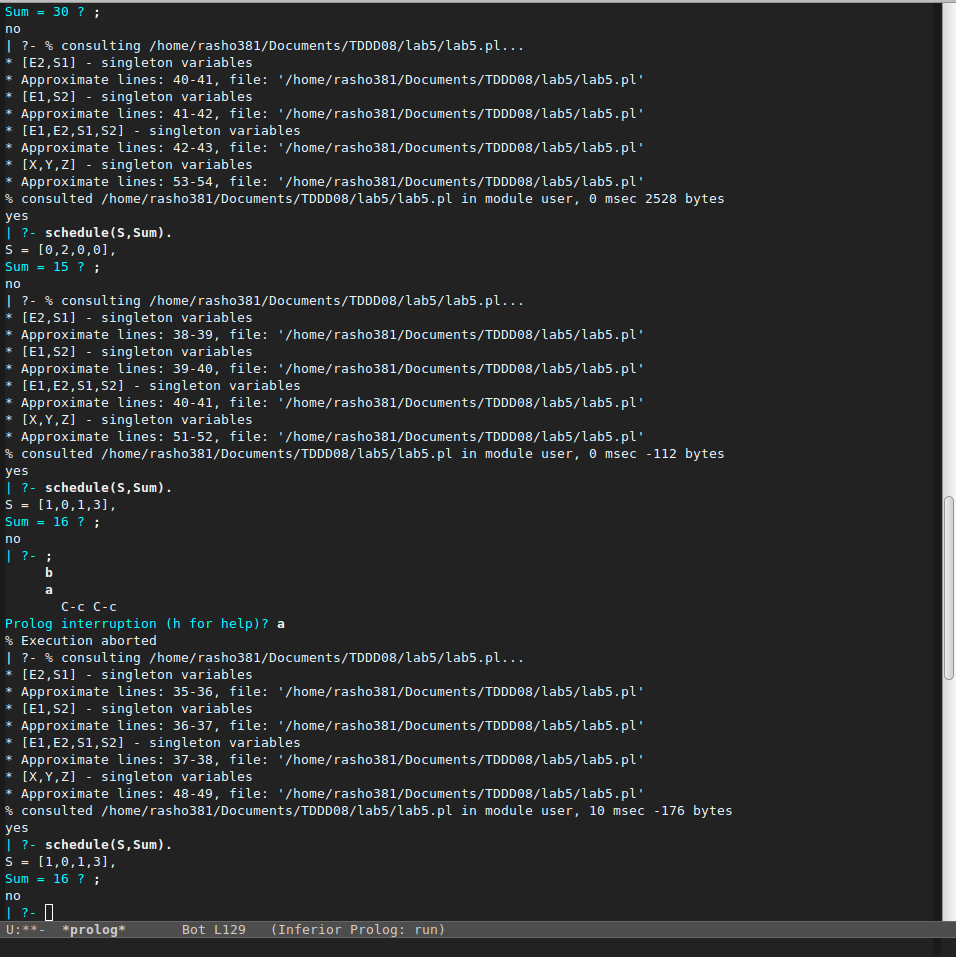 Sum = 30 ? ;
no
| ?- % consulting /home/rasho381/Documents/TDDD08/lab5/lab5.pl...
* [E2,S1] - singleton variables
* Approximate lines: 40-41, file: '/home/rasho381/Documents/TDDD08/lab5/lab5.pl'
* [E1,S2] - singleton variables
* Approximate lines: 41-42, file: '/home/rasho381/Documents/TDDD08/lab5/lab5.pl'
* [E1,E2,S1,S2] - singleton variables
* Approximate lines: 42-43, file: '/home/rasho381/Documents/TDDD08/lab5/lab5.pl'
* [X,Y,Z] - singleton variables
* Approximate lines: 53-54, file: '/home/rasho381/Documents/TDDD08/lab5/lab5.pl'
% consulted /home/rasho381/Documents/TDDD08/lab5/lab5.pl in module user, 0 msec 2528 bytes
yes
| ?- schedule(S,Sum).
S = [0,2,0,0],
Sum = 15 ? ;
no
| ?- % consulting /home/rasho381/Documents/TDDD08/lab5/lab5.pl...
* [E2,S1] - singleton variables
* Approximate lines: 38-39, file: '/home/rasho381/Documents/TDDD08/lab5/lab5.pl'
* [E1,S2] - singleton variables
* Approximate lines: 39-40, file: '/home/rasho381/Documents/TDDD08/lab5/lab5.pl'
* [E1,E2,S1,S2] - singleton variables
* Approximate lines: 40-41, file: '/home/rasho381/Documents/TDDD08/lab5/lab5.pl'
* [X,Y,Z] - singleton variables
* Approximate lines: 51-52, file: '/home/rasho381/Documents/TDDD08/lab5/lab5.pl'
% consulted /home/rasho381/Documents/TDDD08/lab5/lab5.pl in module user, 0 msec -112 bytes
yes
| ?- schedule(S,Sum).
S = [1,0,1,3],
Sum = 16 ? ;
no
| ?- ;
b
a
C-c C-c
Prolog interruption (h for help)? a
% Execution aborted
| ?- % consulting /home/rasho381/Documents/TDDD08/lab5/lab5.pl...
* [E2,S1] - singleton variables
* Approximate lines: 35-36, file: '/home/rasho381/Documents/TDDD08/lab5/lab5.pl'
* [E1,S2] - singleton variables
* Approximate lines: 36-37, file: '/home/rasho381/Documents/TDDD08/lab5/lab5.pl'
* [E1,E2,S1,S2] - singleton variables
* Approximate lines: 37-38, file: '/home/rasho381/Documents/TDDD08/lab5/lab5.pl'
* [X,Y,Z] - singleton variables
* Approximate lines: 48-49, file: '/home/rasho381/Documents/TDDD08/lab5/lab5.pl'
% consulted /home/rasho381/Documents/TDDD08/lab5/lab5.pl in module user, 10 msec -176 bytes
yes
| ?- schedule(S,Sum).
S = [1,0,1,3],
Sum = 16 ? ;
no
| ?-
U:**-  *prolog*       Bot L129   (Inferior Prolog: run)